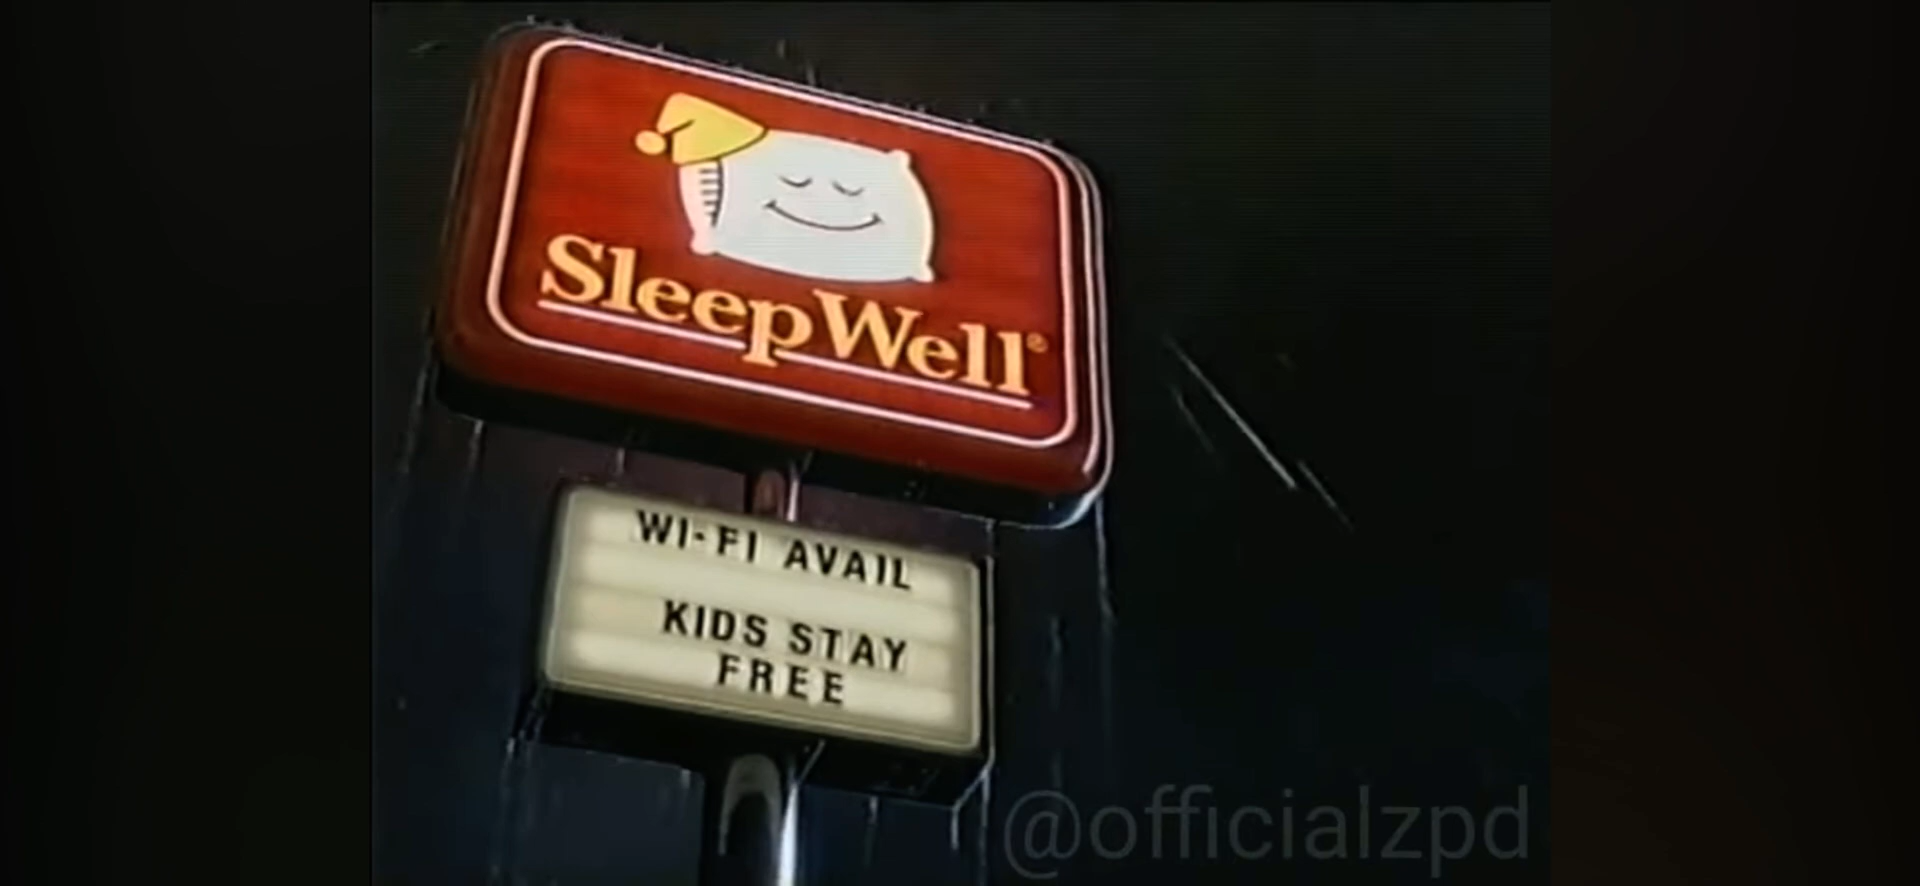 SleepWell®
WI-FI AVAIL
KIDS STAY
FREE
@officialzpd